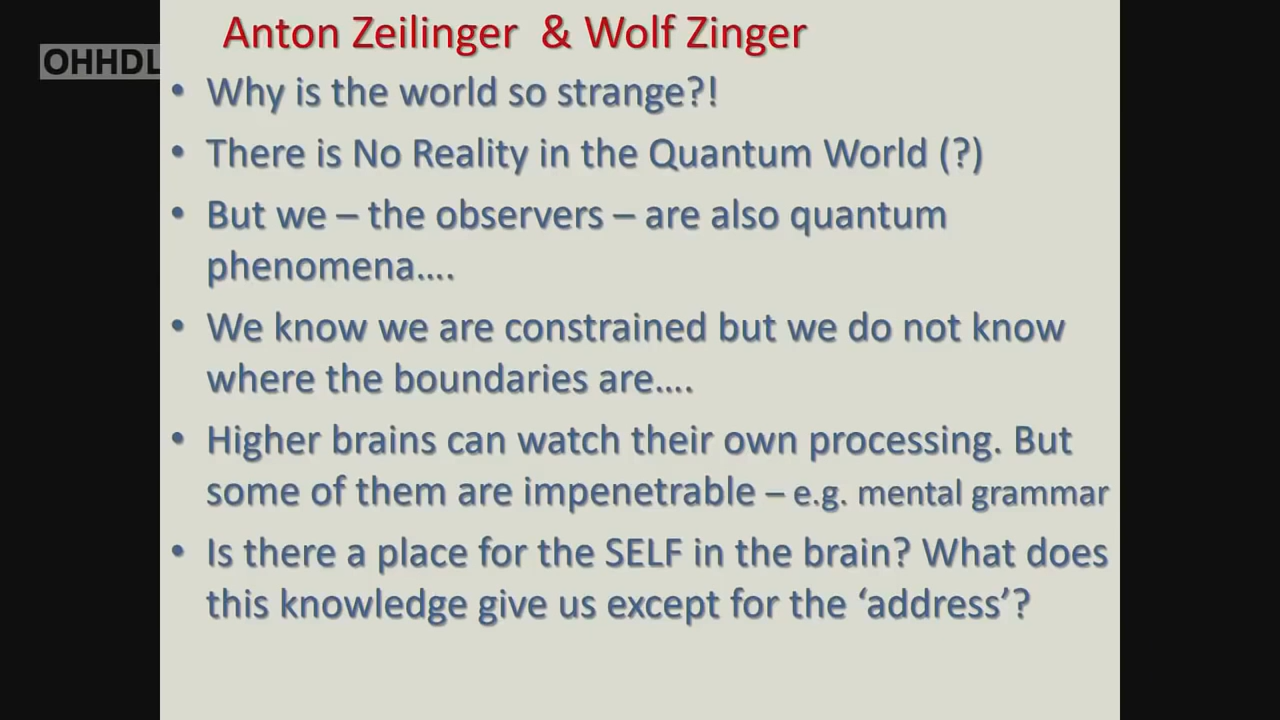 Anton Zeilinger & Wolf Zinger
OHHDL
• Why is the world so strange?!
• There is No Reality in the Quantum World (?)
• But we – the observers – are also quantum
phenomena….
• We know we are constrained but we do not know
where the boundaries are….
• Higher brains can watch their own processing. But
some of them are impenetrable – e.g. mental grammar
• Is there a place for the SELF in the brain? What does
this knowledge give us except for the ‘address’?